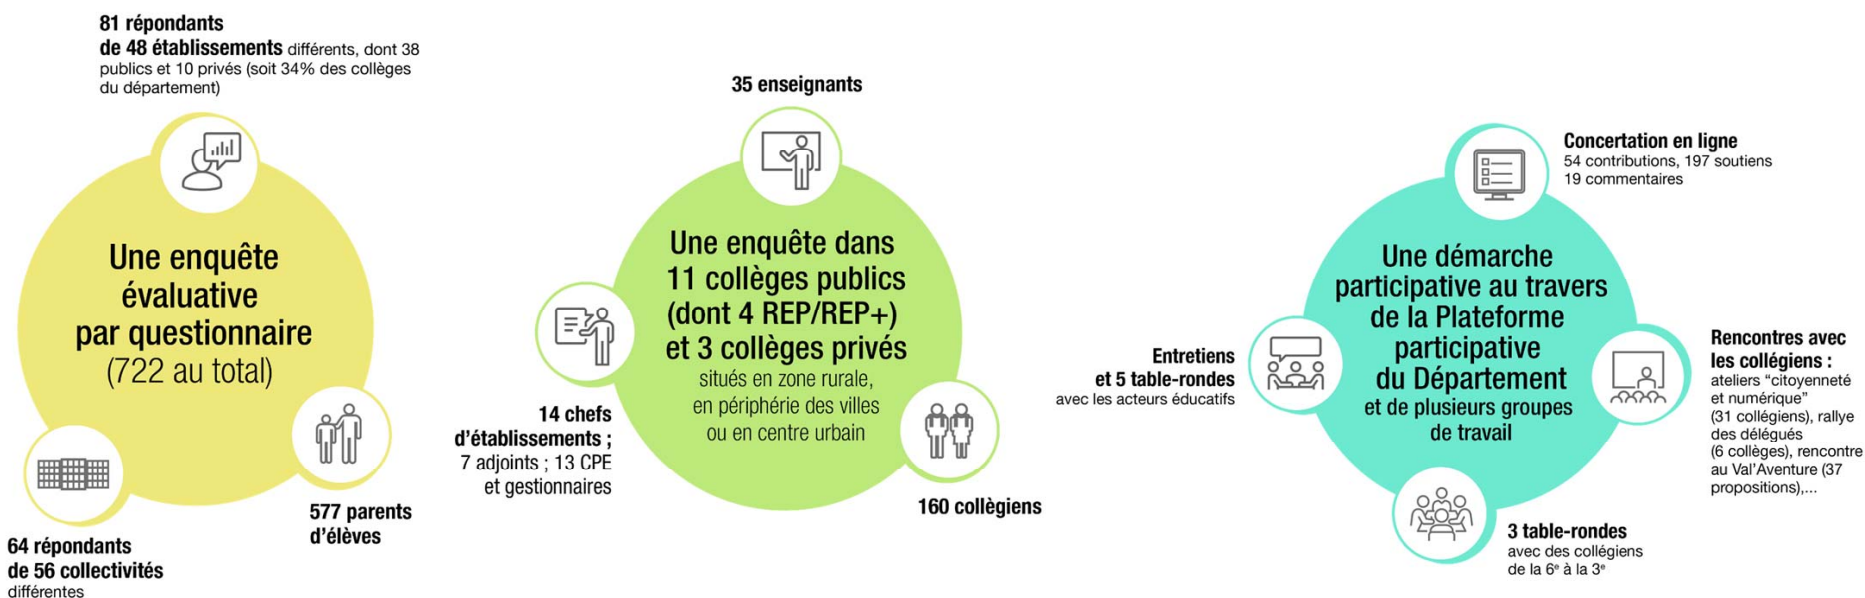 81 répondants
de 48 établissements différents, dont 38
publics et 10 privés (soit 34% des collèges
du département)
Une enquête
évaluative
par questionnaire
(722 au total)
577 parents
d’élèves
64 répondants
de 56 collectivités
différentes
35 enseignants
Une enquête dans
11 collèges publics
(dont 4 REP/REP+)
et 3 collèges privés
situés en zone rurale,
en périphérie des villes
ou en centre urbain
14 chefs
d’établissements ;
7 adjoints ; 13 CPE
et gestionnaires
160 collègiens
Concertation en ligne
54 contributions, 197 soutiens
19 commentaires
Une démarche
participative au travers
de la Plateforme
participative
du Département
et de plusieurs groupes
de travail
Entretiens
et 5 table-rondes
avec les acteurs éducatifs
Rencontres avec
les collégiens :
ateliers “citoyenneté
et numérique”
(31 collégiens), rallye
des délégués
(6 collèges), rencontre
au Val’Aventure (37
propositions),...
3 table-rondes
avec des collégiens
de la 6e à la 3e